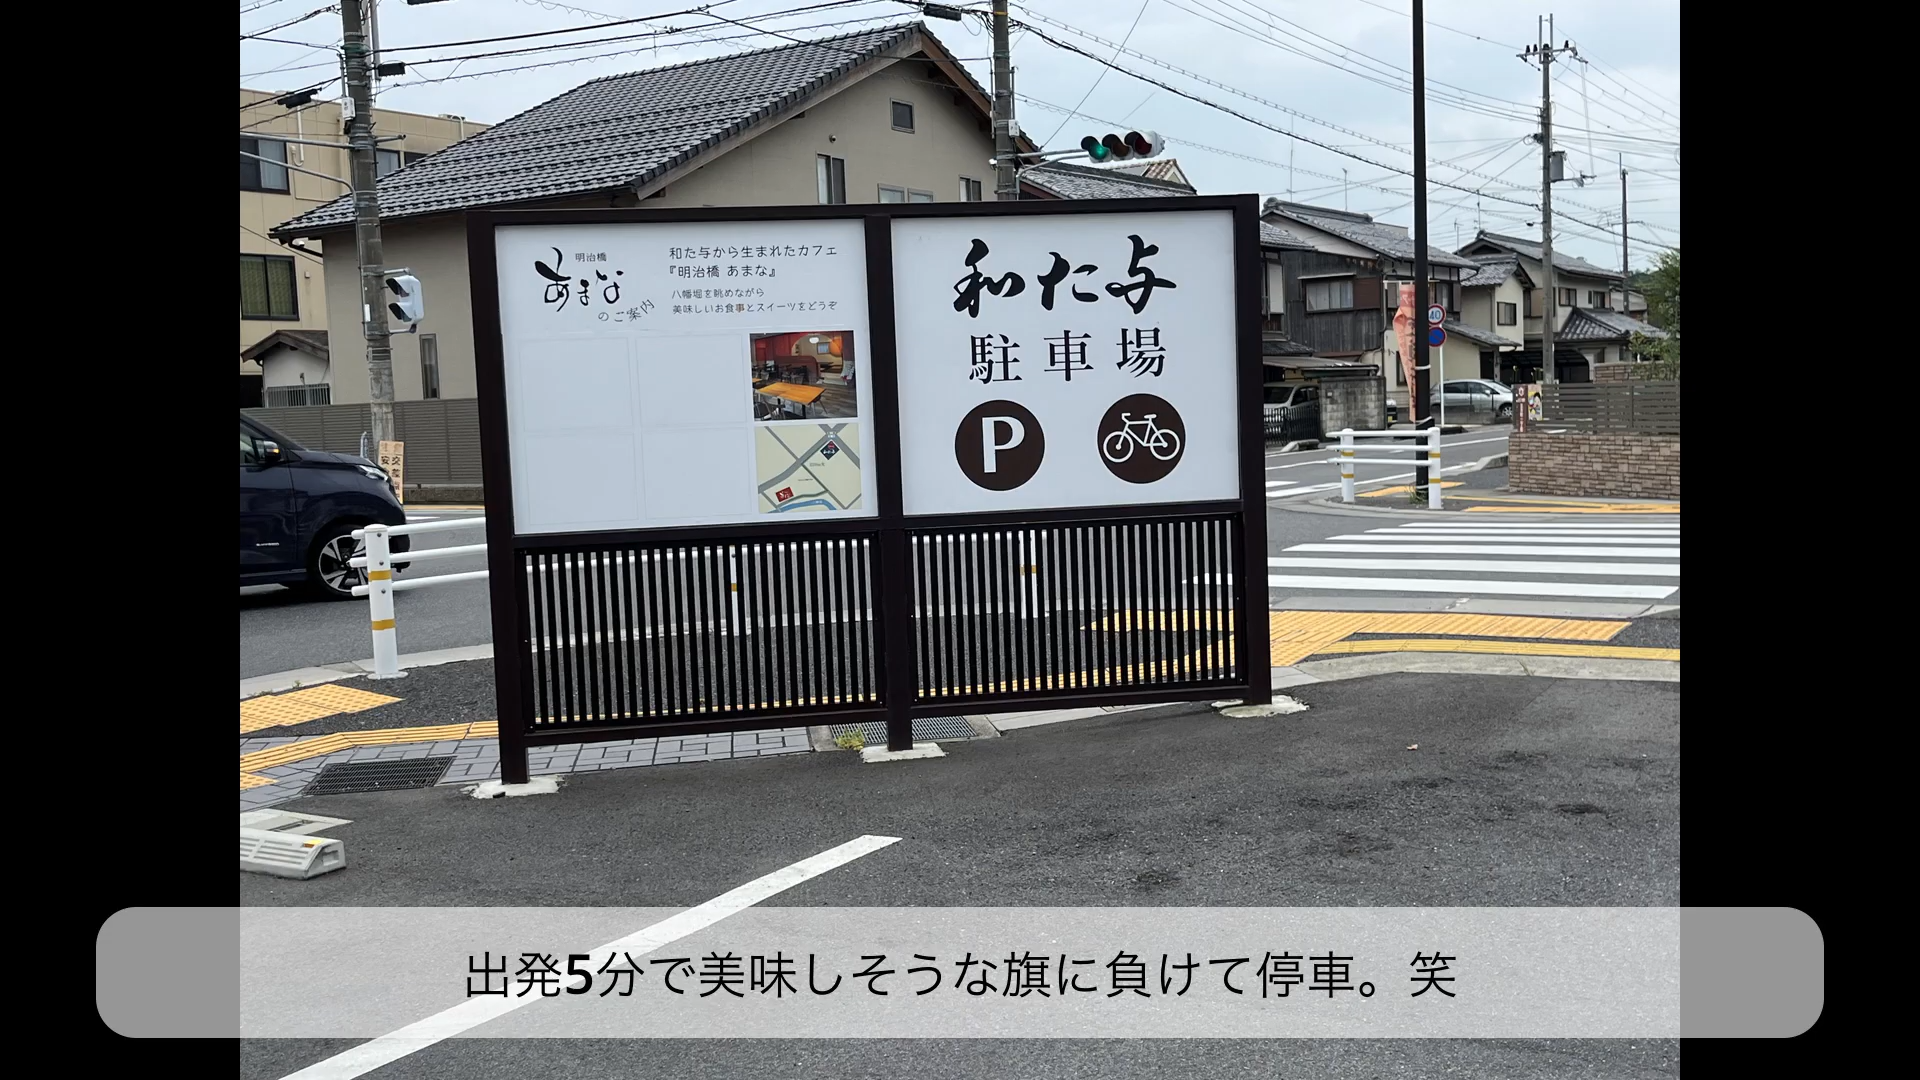 明治橋
あまな
のご案内
和た与から生まれたカフェ
『明治橋 あまな』
八幡堀を眺めながら
美味しいお食事とスイーツをどうぞ
和た与
駐車場
P
40
出発5分で美味しそうな旗に負けて停車。笑